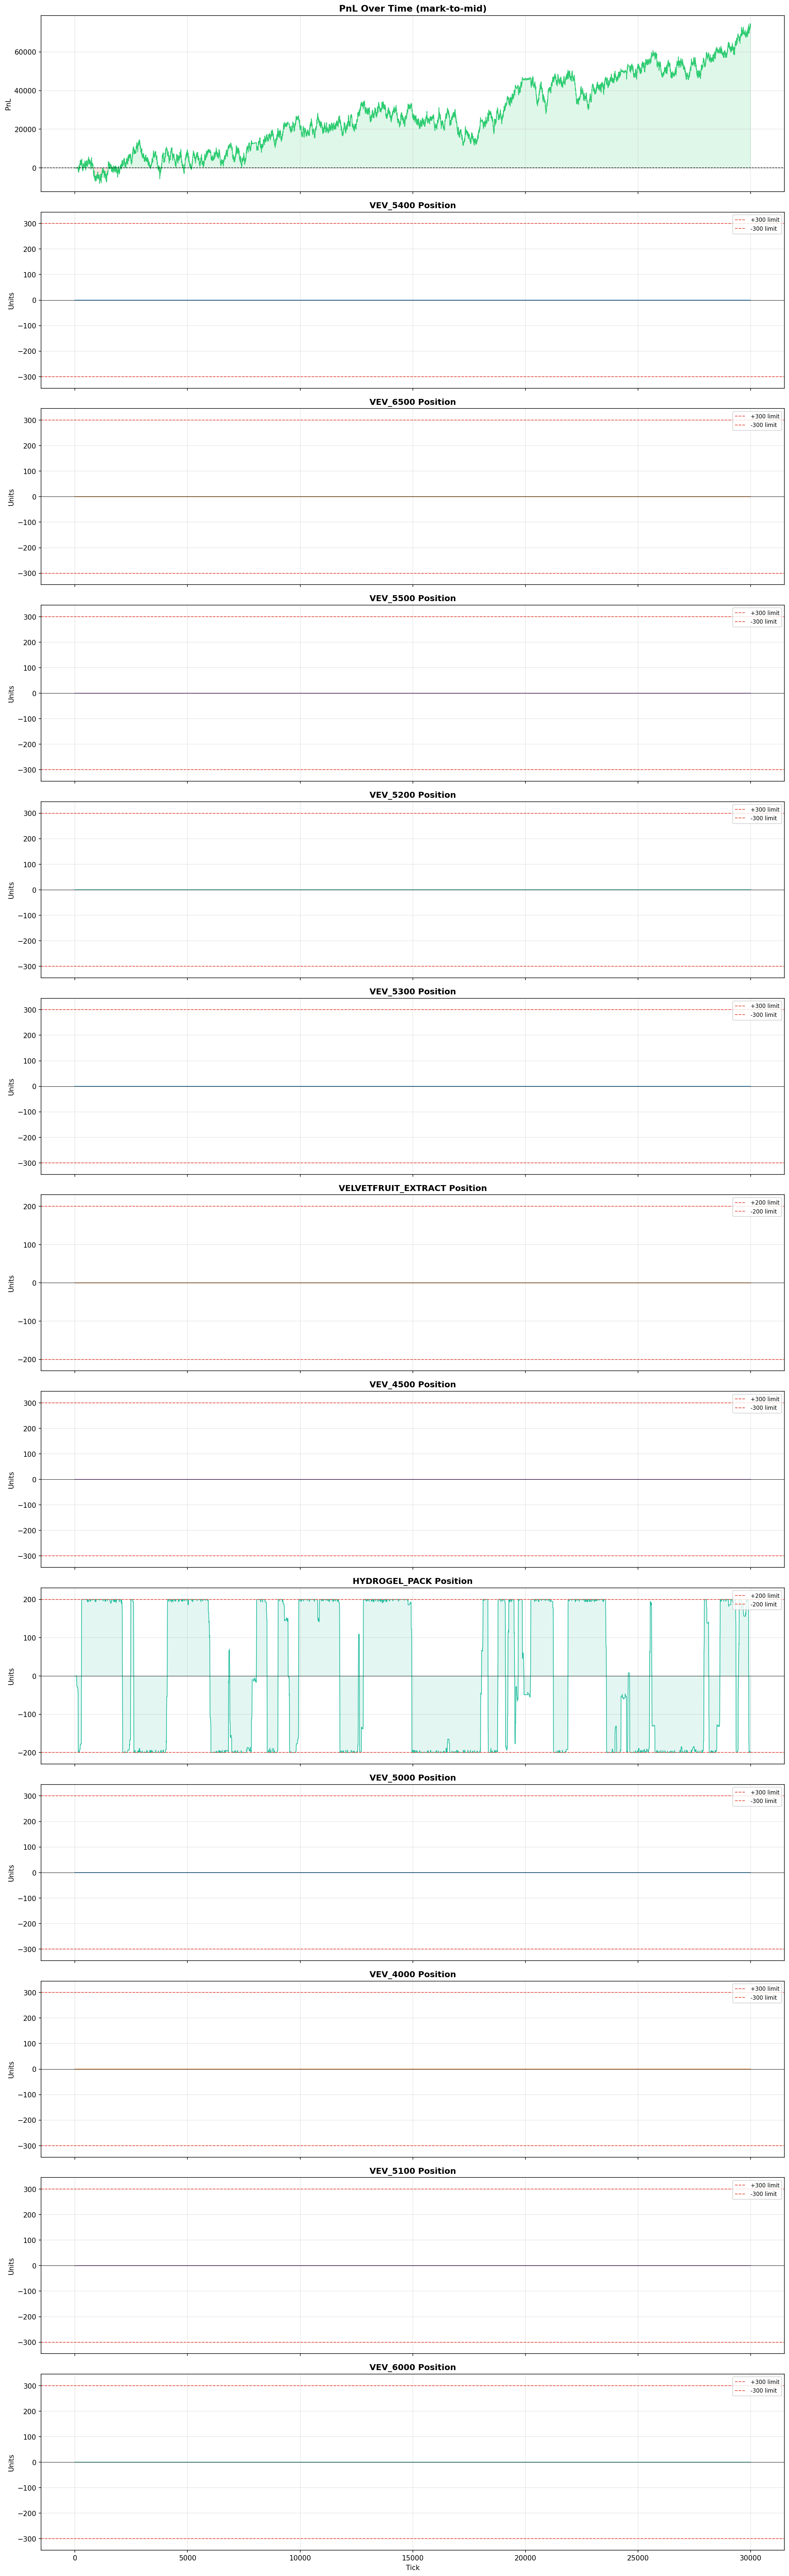 PnL Over Time (mark-to-mid)
60000
40000
20000
0
PnL
VEV_5400 Position
300
200
100
0
−100
−200
−300
Units
+300 limit
-300 limit
VEV_6500 Position
300
200
100
0
−100
−200
−300
Units
+300 limit
-300 limit
VEV_5500 Position
300
200
100
0
−100
−200
−300
Units
+300 limit
-300 limit
VEV_5200 Position
300
200
100
0
−100
−200
−300
Units
+300 limit
-300 limit
VEV_5300 Position
300
200
100
0
−100
−200
−300
Units
+300 limit
-300 limit
VELVETFRUIT_EXTRACT Position
200
100
0
−100
−200
Units
+200 limit
-200 limit
VEV_4500 Position
300
200
100
0
−100
−200
−300
Units
+300 limit
-300 limit
HYDROGEL_PACK Position
200
100
0
−100
−200
Units
+200 limit
-200 limit
VEV_5000 Position
300
200
100
0
−100
−200
−300
Units
+300 limit
-300 limit
VEV_4000 Position
300
200
100
0
−100
−200
−300
Units
+300 limit
-300 limit
VEV_5100 Position
300
200
100
0
−100
−200
−300
Units
+300 limit
-300 limit
VEV_6000 Position
300
200
100
0
−100
−200
−300
Units
+300 limit
-300 limit
0 5000 10000 15000 20000 25000 30000
Tick